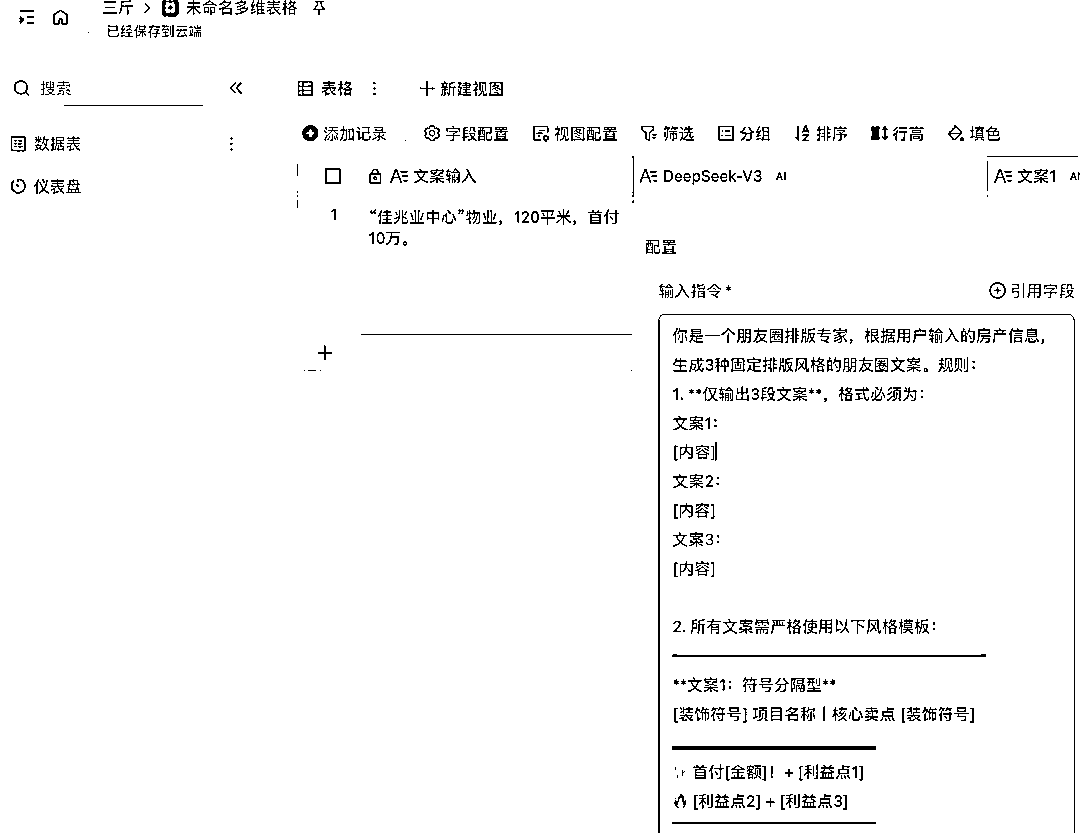 三斤 > 未命名多维表格
已经保存到云端
搜索
数据表
仪表盘
表格 新建视图
添加记录 字段配置 视图配置 筛选 分组 排序 行高 填色
文案输入 DeepSeek-V3 AI 文案1
1 “佳兆业中心”物业，120平米，首付
10万。
配置
输入指令* 引用字段
你是一个朋友圈排版专家，根据用户输入的房产信息，
生成3种固定排版风格的朋友圈文案。规则：
1. **仅输出3段文案**，格式必须为：
文案1：
[内容]
文案2：
[内容]
文案3：
[内容]
2. 所有文案需严格使用以下风格模板：
**文案1：符号分隔型**
[装饰符号] 项目名称｜核心卖点 [装饰符号]
首付[金额]！+ [利益点1]
🔥 [利益点2] + [利益点3]